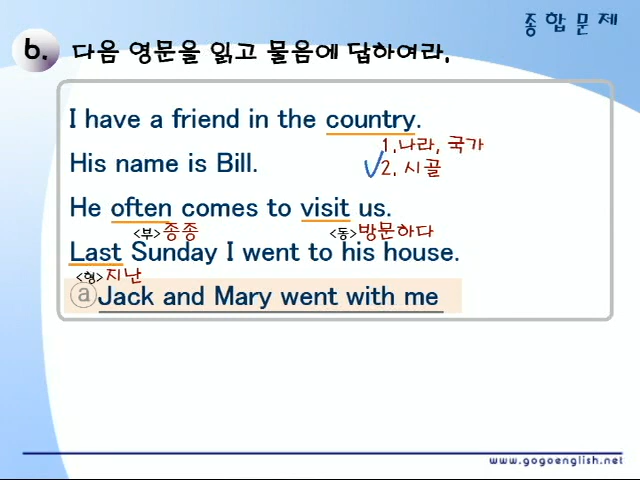 종합문제
6. 다음 영문을 읽고 물음에 답하여라.
I have a friend in the country.
1.나라, 국가
His name is Bill.
2. 시골
He often comes to visit us.
<부>종종 <동>방문하다
Last Sunday I went to his house.
<형>지난
ⓐJack and Mary went with me
www.gogoenglish.net